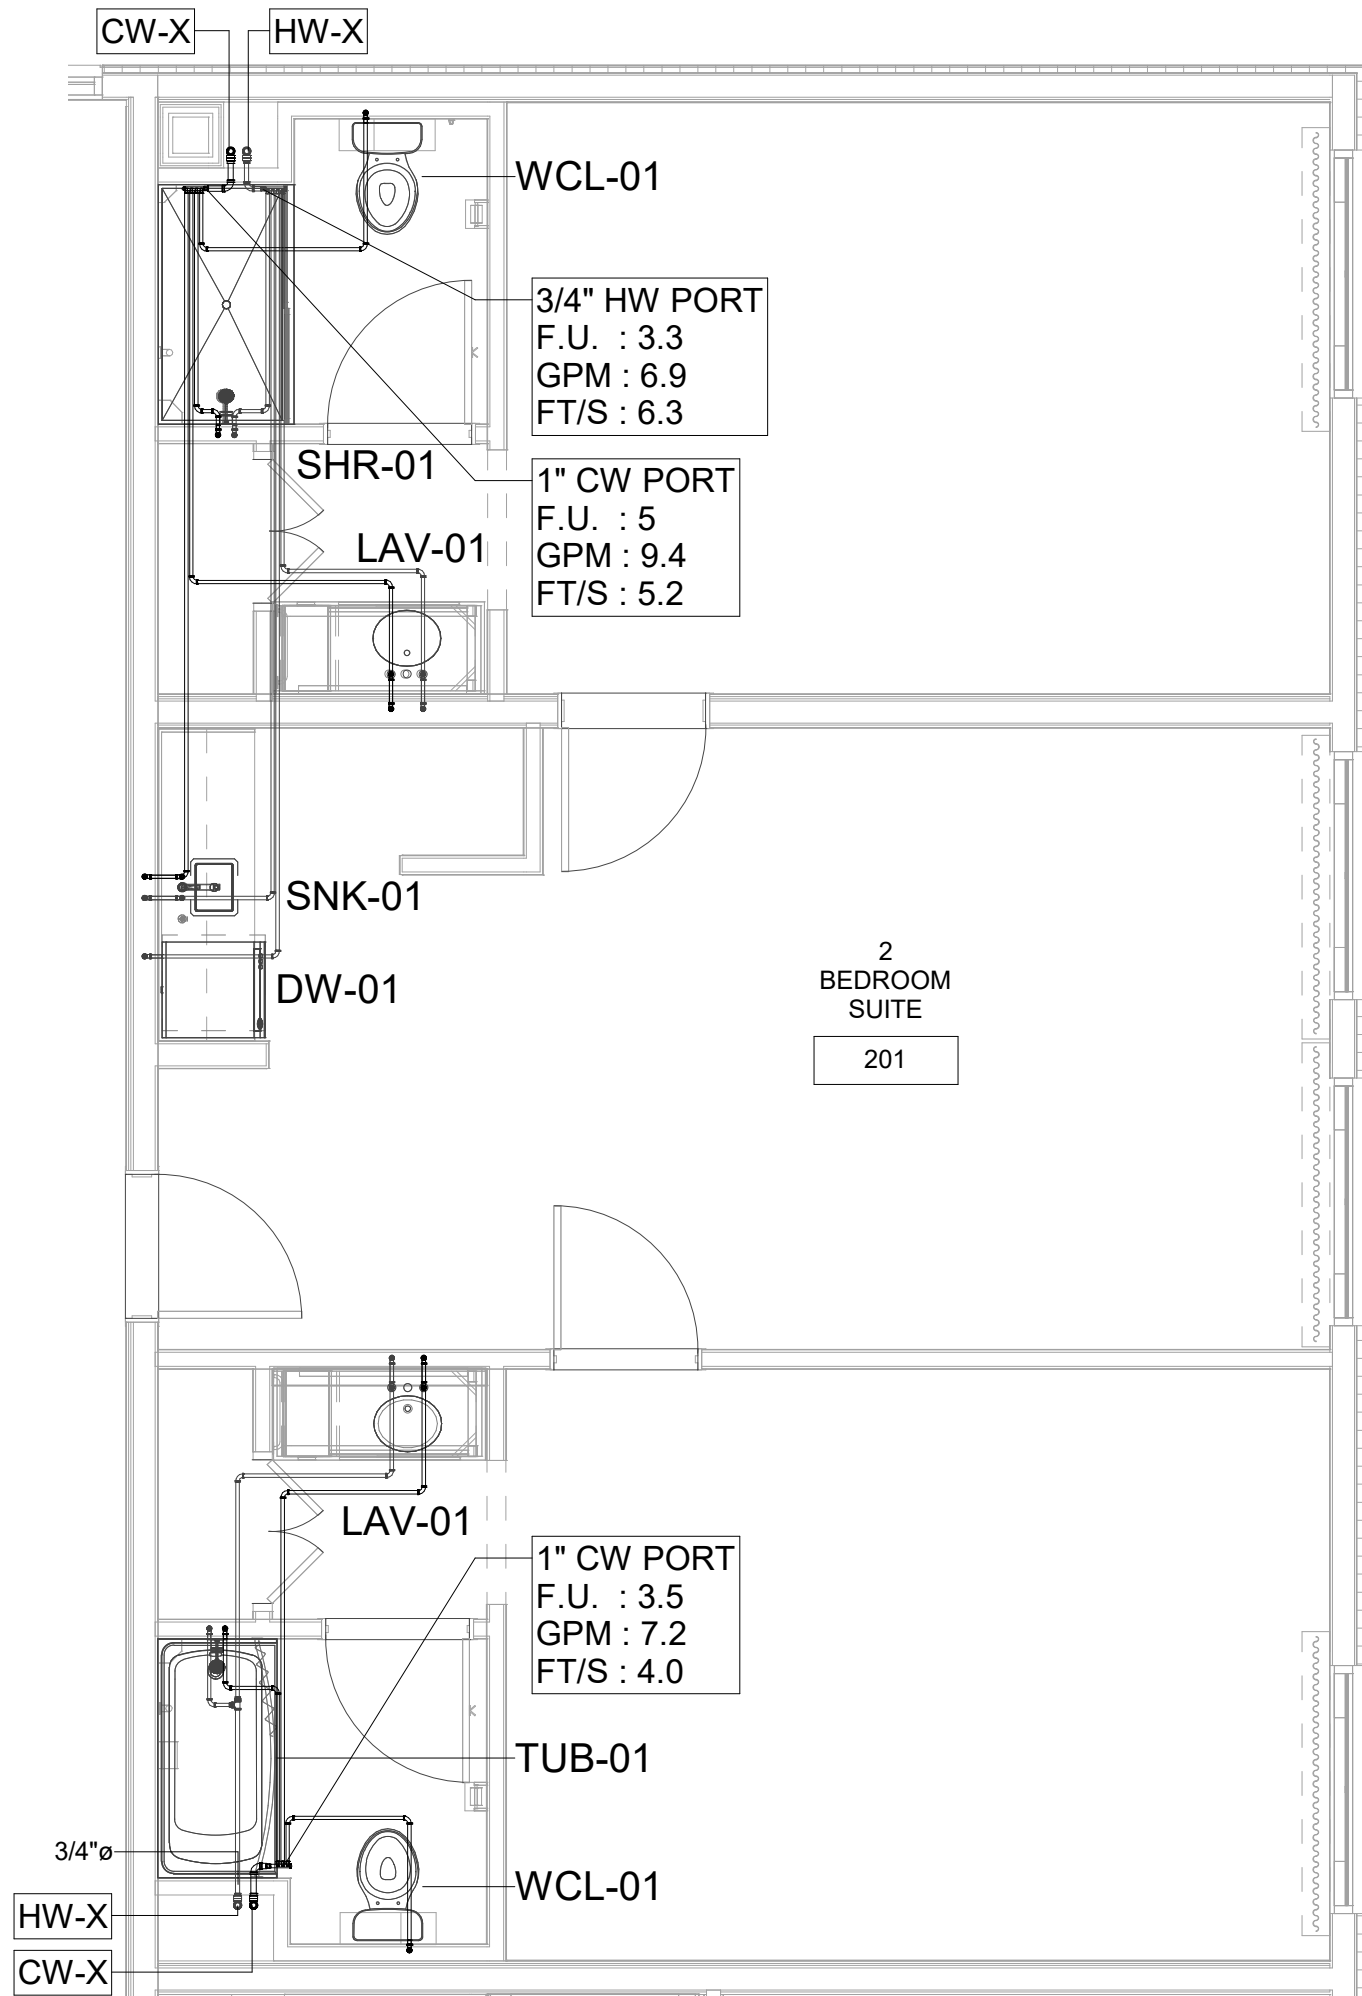 CW-X
HW-X
WCL-01
3/4" HW PORT
F.U. : 3.3
GPM : 6.9
FT/S : 6.3
SHR-01
1" CW PORT
F.U. : 5
GPM : 9.4
FT/S : 5.2
LAV-01
SNK-01
DW-01
2
BEDROOM
SUITE
201
LAV-01
1" CW PORT
F.U. : 3.5
GPM : 7.2
FT/S : 4.0
TUB-01
3/4"ø
WCL-01
HW-X
CW-X